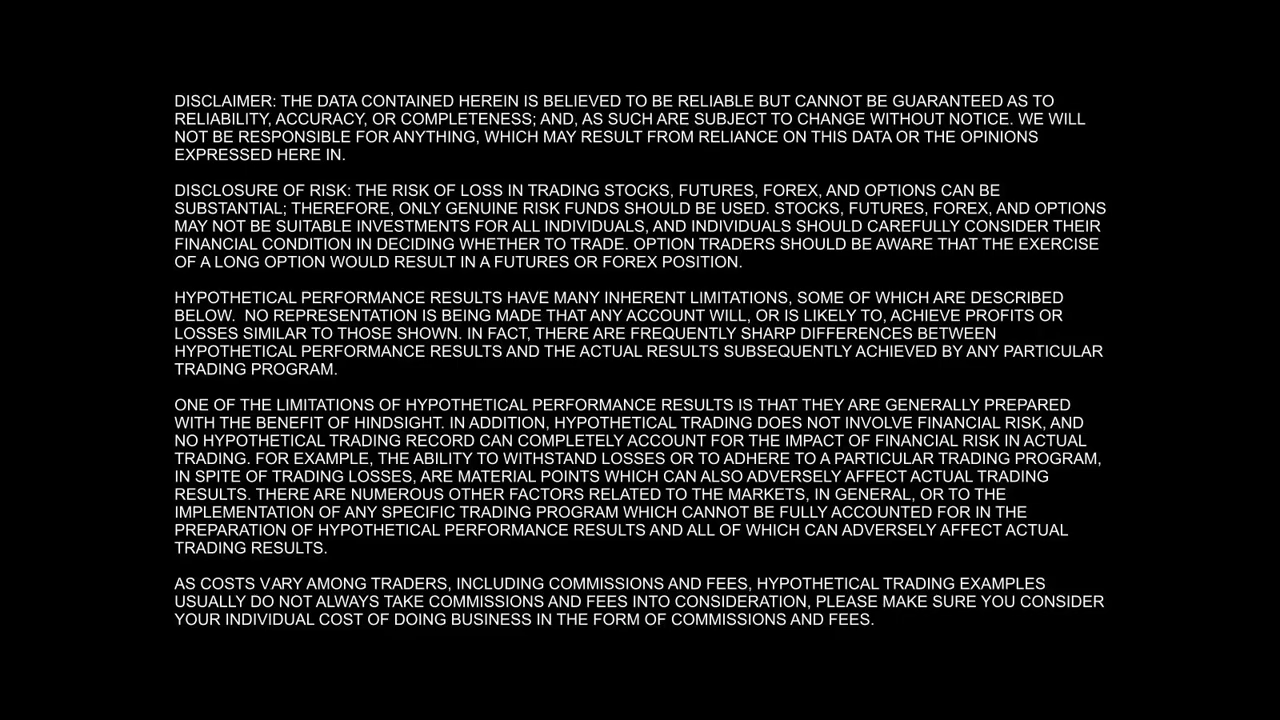 DISCLAIMER: THE DATA CONTAINED HEREIN IS BELIEVED TO BE RELIABLE BUT CANNOT BE GUARANTEED AS TO
RELIABILITY, ACCURACY, OR COMPLETENESS; AND, AS SUCH ARE SUBJECT TO CHANGE WITHOUT NOTICE. WE WILL
NOT BE RESPONSIBLE FOR ANYTHING, WHICH MAY RESULT FROM RELIANCE ON THIS DATA OR THE OPINIONS
EXPRESSED HERE IN.
DISCLOSURE OF RISK: THE RISK OF LOSS IN TRADING STOCKS, FUTURES, FOREX, AND OPTIONS CAN BE
SUBSTANTIAL; THEREFORE, ONLY GENUINE RISK FUNDS SHOULD BE USED. STOCKS, FUTURES, FOREX, AND OPTIONS
MAY NOT BE SUITABLE INVESTMENTS FOR ALL INDIVIDUALS, AND INDIVIDUALS SHOULD CAREFULLY CONSIDER THEIR
FINANCIAL CONDITION IN DECIDING WHETHER TO TRADE. OPTION TRADERS SHOULD BE AWARE THAT THE EXERCISE
OF A LONG OPTION WOULD RESULT IN A FUTURES OR FOREX POSITION.
HYPOTHETICAL PERFORMANCE RESULTS HAVE MANY INHERENT LIMITATIONS, SOME OF WHICH ARE DESCRIBED
BELOW.  NO REPRESENTATION IS BEING MADE THAT ANY ACCOUNT WILL, OR IS LIKELY TO, ACHIEVE PROFITS OR
LOSSES SIMILAR TO THOSE SHOWN. IN FACT, THERE ARE FREQUENTLY SHARP DIFFERENCES BETWEEN
HYPOTHETICAL PERFORMANCE RESULTS AND THE ACTUAL RESULTS SUBSEQUENTLY ACHIEVED BY ANY PARTICULAR
TRADING PROGRAM.
ONE OF THE LIMITATIONS OF HYPOTHETICAL PERFORMANCE RESULTS IS THAT THEY ARE GENERALLY PREPARED
WITH THE BENEFIT OF HINDSIGHT. IN ADDITION, HYPOTHETICAL TRADING DOES NOT INVOLVE FINANCIAL RISK, AND
NO HYPOTHETICAL TRADING RECORD CAN COMPLETELY ACCOUNT FOR THE IMPACT OF FINANCIAL RISK IN ACTUAL
TRADING. FOR EXAMPLE, THE ABILITY TO WITHSTAND LOSSES OR TO ADHERE TO A PARTICULAR TRADING PROGRAM,
IN SPITE OF TRADING LOSSES, ARE MATERIAL POINTS WHICH CAN ALSO ADVERSELY AFFECT ACTUAL TRADING
RESULTS. THERE ARE NUMEROUS OTHER FACTORS RELATED TO THE MARKETS, IN GENERAL, OR TO THE
IMPLEMENTATION OF ANY SPECIFIC TRADING PROGRAM WHICH CANNOT BE FULLY ACCOUNTED FOR IN THE
PREPARATION OF HYPOTHETICAL PERFORMANCE RESULTS AND ALL OF WHICH CAN ADVERSELY AFFECT ACTUAL
TRADING RESULTS.
AS COSTS VARY AMONG TRADERS, INCLUDING COMMISSIONS AND FEES, HYPOTHETICAL TRADING EXAMPLES
USUALLY DO NOT ALWAYS TAKE COMMISSIONS AND FEES INTO CONSIDERATION, PLEASE MAKE SURE YOU CONSIDER
YOUR INDIVIDUAL COST OF DOING BUSINESS IN THE FORM OF COMMISSIONS AND FEES.